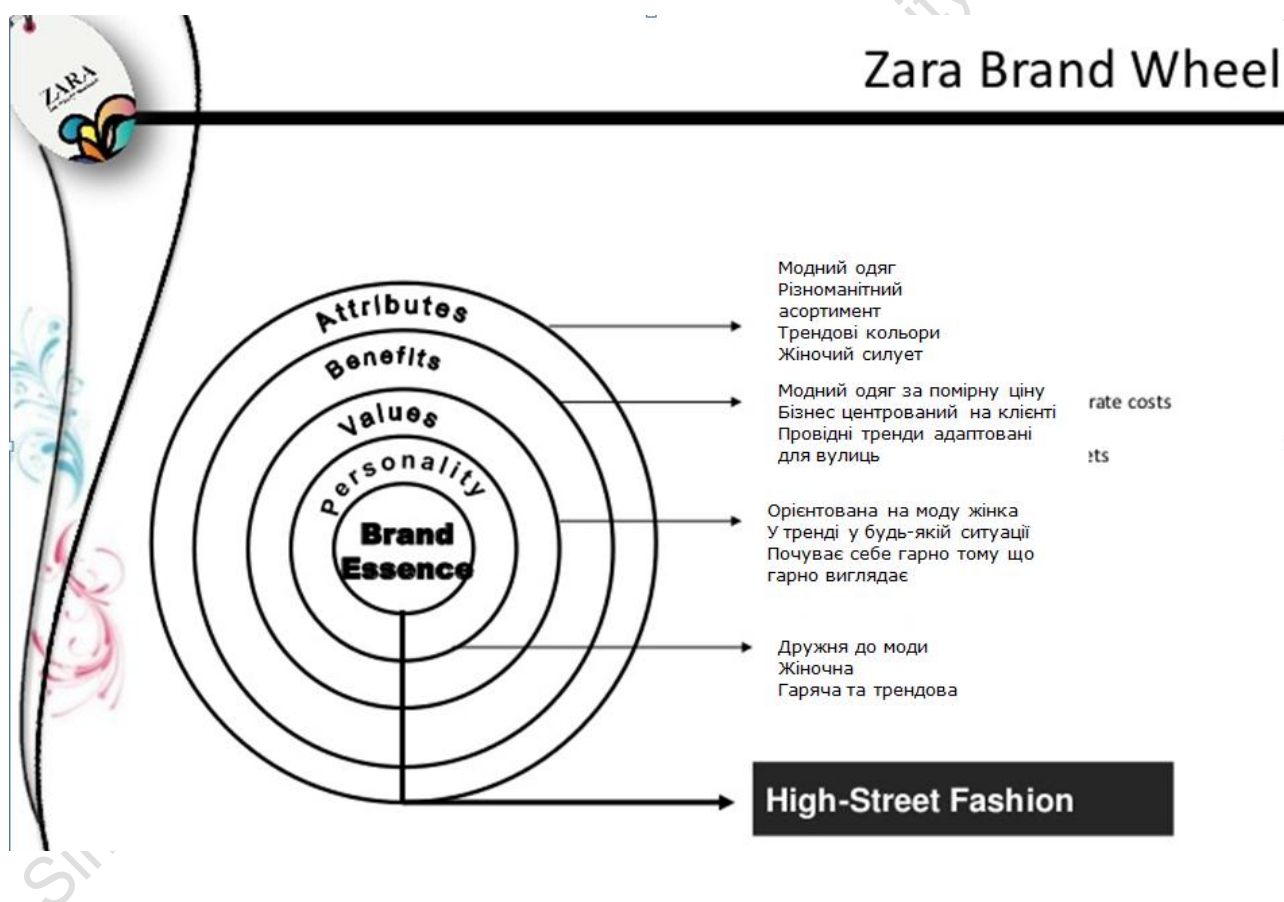 Zara Brand Wheel
ZARA
Attributes
Benefits
Values
Personality
Brand
Essence
Модний одяг
Різноманітний
асортимент
Трендові кольори
Жіночий силует
Модний одяг за помірну ціну
Бізнес центрований на клієнті
Провідні тренди адаптовані
для вулиць
rate costs
ets
Орієнтована на моду жінка
У тренді у будь-якій ситуації
Почуває себе гарно тому що
гарно виглядає
Дружня до моди
Жіночна
Гаряча та трендова
High-Street Fashion